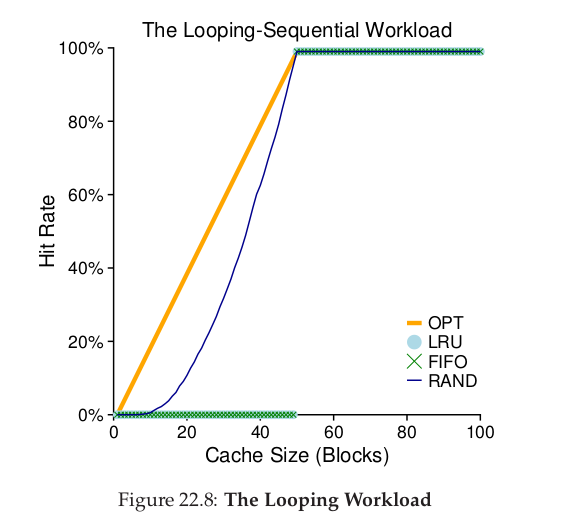 The Looping-Sequential Workload
100%
80%
60%
40%
20%
0%
Hit Rate
OPT
LRU
FIFO
RAND
0 20 40 60 80 100
Cache Size (Blocks)
Figure 22.8: The Looping Workload